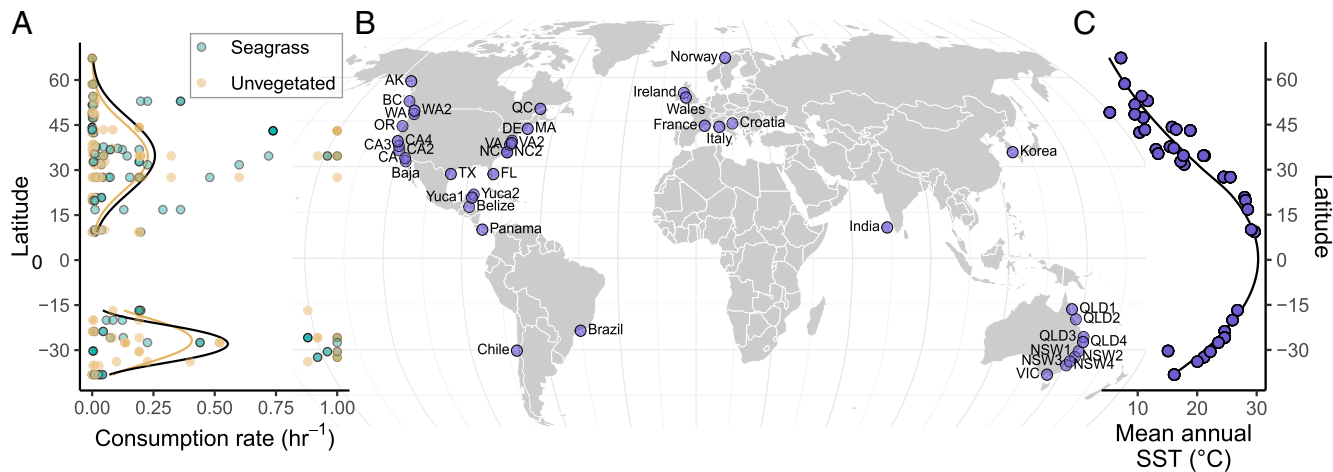 A
Seagrass
Unvegetated
60
45
30
15
0
−15
−30
Latitude
0.00 0.25 0.50 0.75 1.00
Consumption rate (hr−1)
B
Norway
AK
BC
WA2
WA
OR
CA4
CA3
CA2
CA
Baja
TX
FL
QC
DE
MA
VA
VA2
NC
NC2
Yuca1
Yuca2
Belize
Panama
Ireland
Wales
France
Italy
Croatia
Korea
India
Brazil
Chile
QLD1
QLD2
QLD3
QLD4
NSW1
NSW2
NSW3
NSW4
VIC
C
60
45
30
15
0
−15
−30
Latitude
10 20 30
Mean annual
SST (°C)